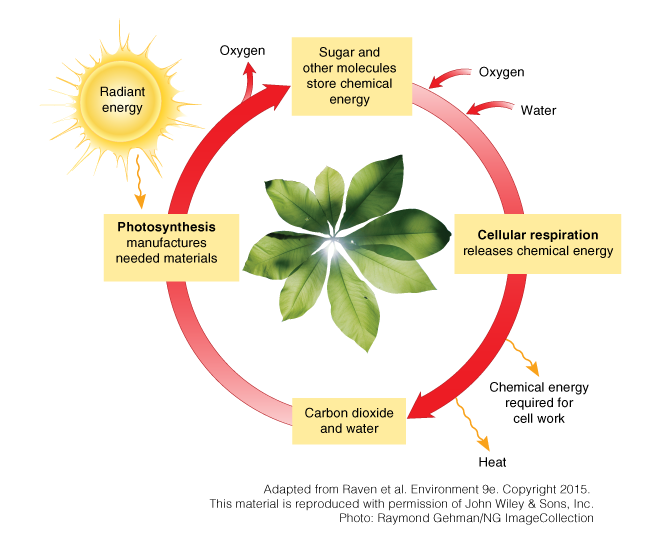 Oxygen
Sugar and
other molecules
store chemical
energy
Oxygen
Water
Radiant
energy
Photosynthesis
manufactures
needed materials
Cellular respiration
releases chemical energy
Chemical energy
required for
cell work
Carbon dioxide
and water
Heat
Adapted from Raven et al. Environment 9e. Copyright 2015.
This material is reproduced with permission of John Wiley & Sons, Inc.
Photo: Raymond Gehman/NG ImageCollection